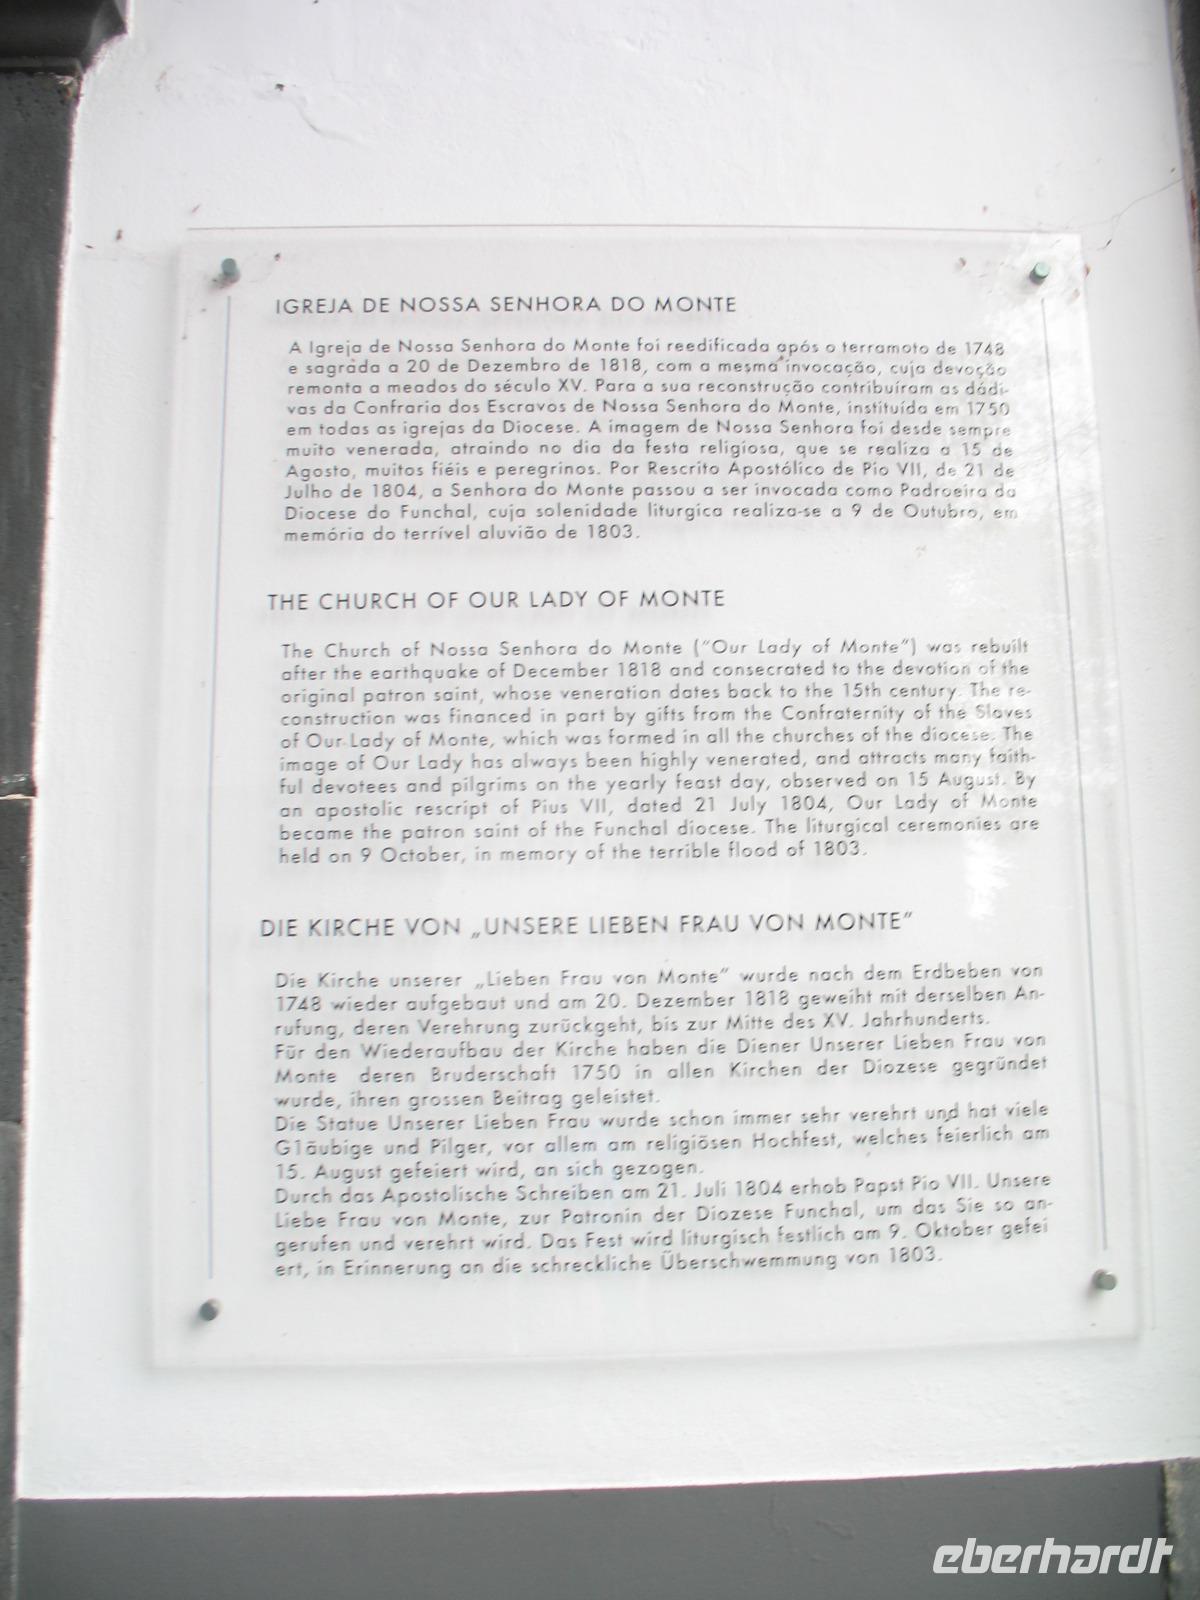 IGREJA DE NOSSA SENHORA DO MONTE
A Igreja de Nossa Senhora do Monte foi reedificada após o terramoto de 1748
e sagrada a 20 de Dezembro de 1818, com a mesma invocação, cuja devoção
remonta a meados do século XV. Para a sua reconstrução contribuíram as dádi-
vas da Confraria dos Escravos de Nossa Senhora do Monte, instituída em 1750
em todas as igrejas da Diocese. A imagem de Nossa Senhora foi desde sempre
muito venerada, atraindo no dia da festa religiosa, que se realiza a 15 de
Agosto, muitos fiéis e peregrinos. Por Rescrito Apostólico de Pio VII, de 21 de
Julho de 1804, a Senhora do Monte passou a ser invocada como Padroeira da
Diocese do Funchal, cuja solenidade liturgica realiza-se a 9 de Outubro, em
memória do terrível aluvião de 1803.
THE CHURCH OF OUR LADY OF MONTE
The Church of Nossa Senhora do Monte ("Our Lady of Monte") was rebuilt
after the earthquake of December 1818 and consecrated to the devotion of the
original patron saint, whose veneration dates back to the 15th century. The re-
construction was financed in part by gifts from the Confraternity of the Slaves
of Our Lady of Monte, which was formed in all the churches of the diocese. The
image of Our Lady has always been highly venerated, and attracts many faith-
ful devotees and pilgrims on the yearly feast day, observed on 15 August. By
an apostolic rescript of Pius VII, dated 21 July 1804, Our Lady of Monte
became the patron saint of the Funchal diocese. The liturgical ceremonies are
held on 9 October, in memory of the terrible flood of 1803.
DIE KIRCHE VON „UNSERE LIEBEN FRAU VON MONTE"
Die Kirche unserer „Lieben Frau von Monte" wurde nach dem Erdbeben von
1748 wieder aufgebaut und am 20. Dezember 1818 geweiht mit derselben An-
rufung, deren Verehrung zurückgeht, bis zur Mitte des XV. Jahrhunderts.
Für den Wiederaufbau der Kirche haben die Diener Unserer Lieben Frau von
Monte deren Bruderschaft 1750 in allen Kirchen der Diozese gegründet
wurde, ihren grossen Beitrag geleistet.
Die Statue Unserer Lieben Frau wurde schon immer sehr verehrt und hat viele
G1äubige und Pilger, vor allem am religiösen Hochfest, welches feierlich am
15. August gefeiert wird, an sich gezogen.
Durch das Apostolische Schreiben am 21. Juli 1804 erhob Papst Pio VII. Unsere
Liebe Frau von Monte, zur Patronin der Diozese Funchal, um das Sie so an-
gerufen und verehrt wird. Das Fest wird liturgisch festlich am 9. Oktober gefei
ert, in Erinnerung an die schreckliche Überschwemmung von 1803.
eberhardt